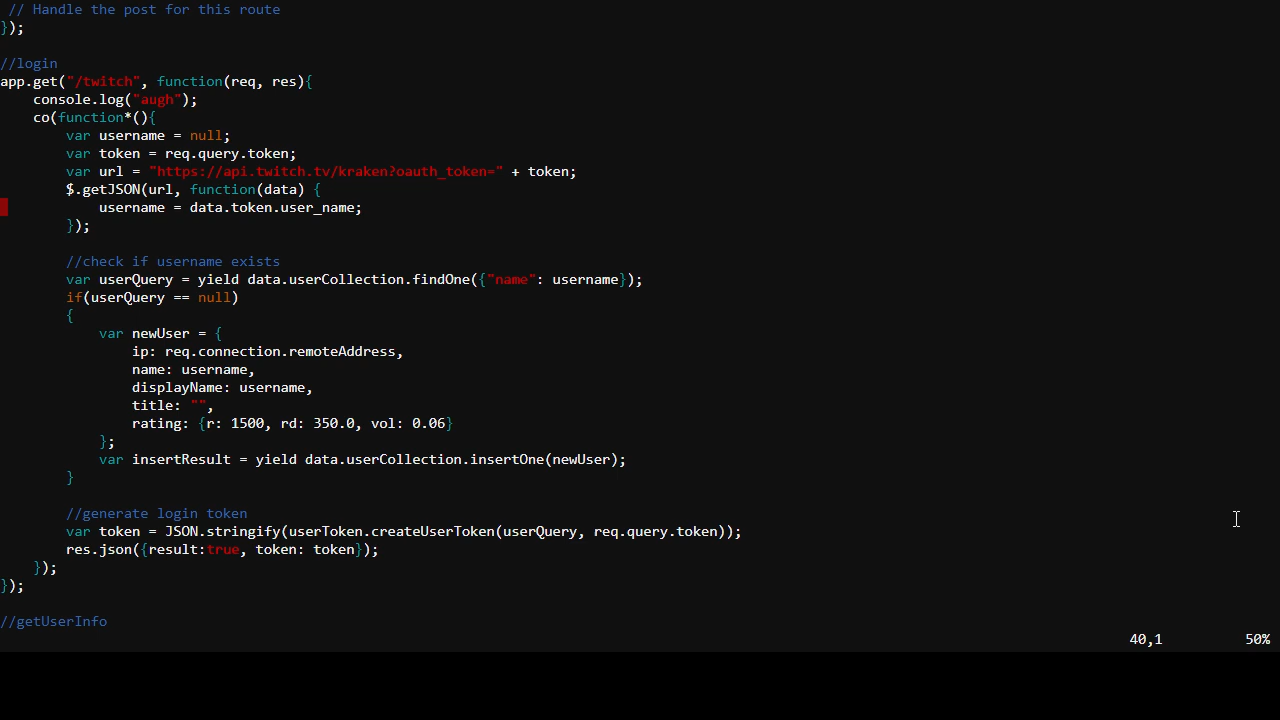 // Handle the post for this route
});
//login
app.get("/twitch", function(req, res){
    console.log("augh");
    co(function*(){
        var username = null;
        var token = req.query.token;
        var url = "https://api.twitch.tv/kraken?oauth_token=" + token;
        $.getJSON(url, function(data) {
            username = data.token.user_name;
        });
        //check if username exists
        var userQuery = yield data.userCollection.findOne({"name": username});
        if(userQuery == null)
        {
            var newUser = {
                ip: req.connection.remoteAddress,
                name: username,
                displayName: username,
                title: "",
                rating: {r: 1500, rd: 350.0, vol: 0.06}
            };
            var insertResult = yield data.userCollection.insertOne(newUser);
        }
        //generate login token
        var token = JSON.stringify(userToken.createUserToken(userQuery, req.query.token));
        res.json({result:true, token: token});
    });
});
//getUserInfo
40,1 50%